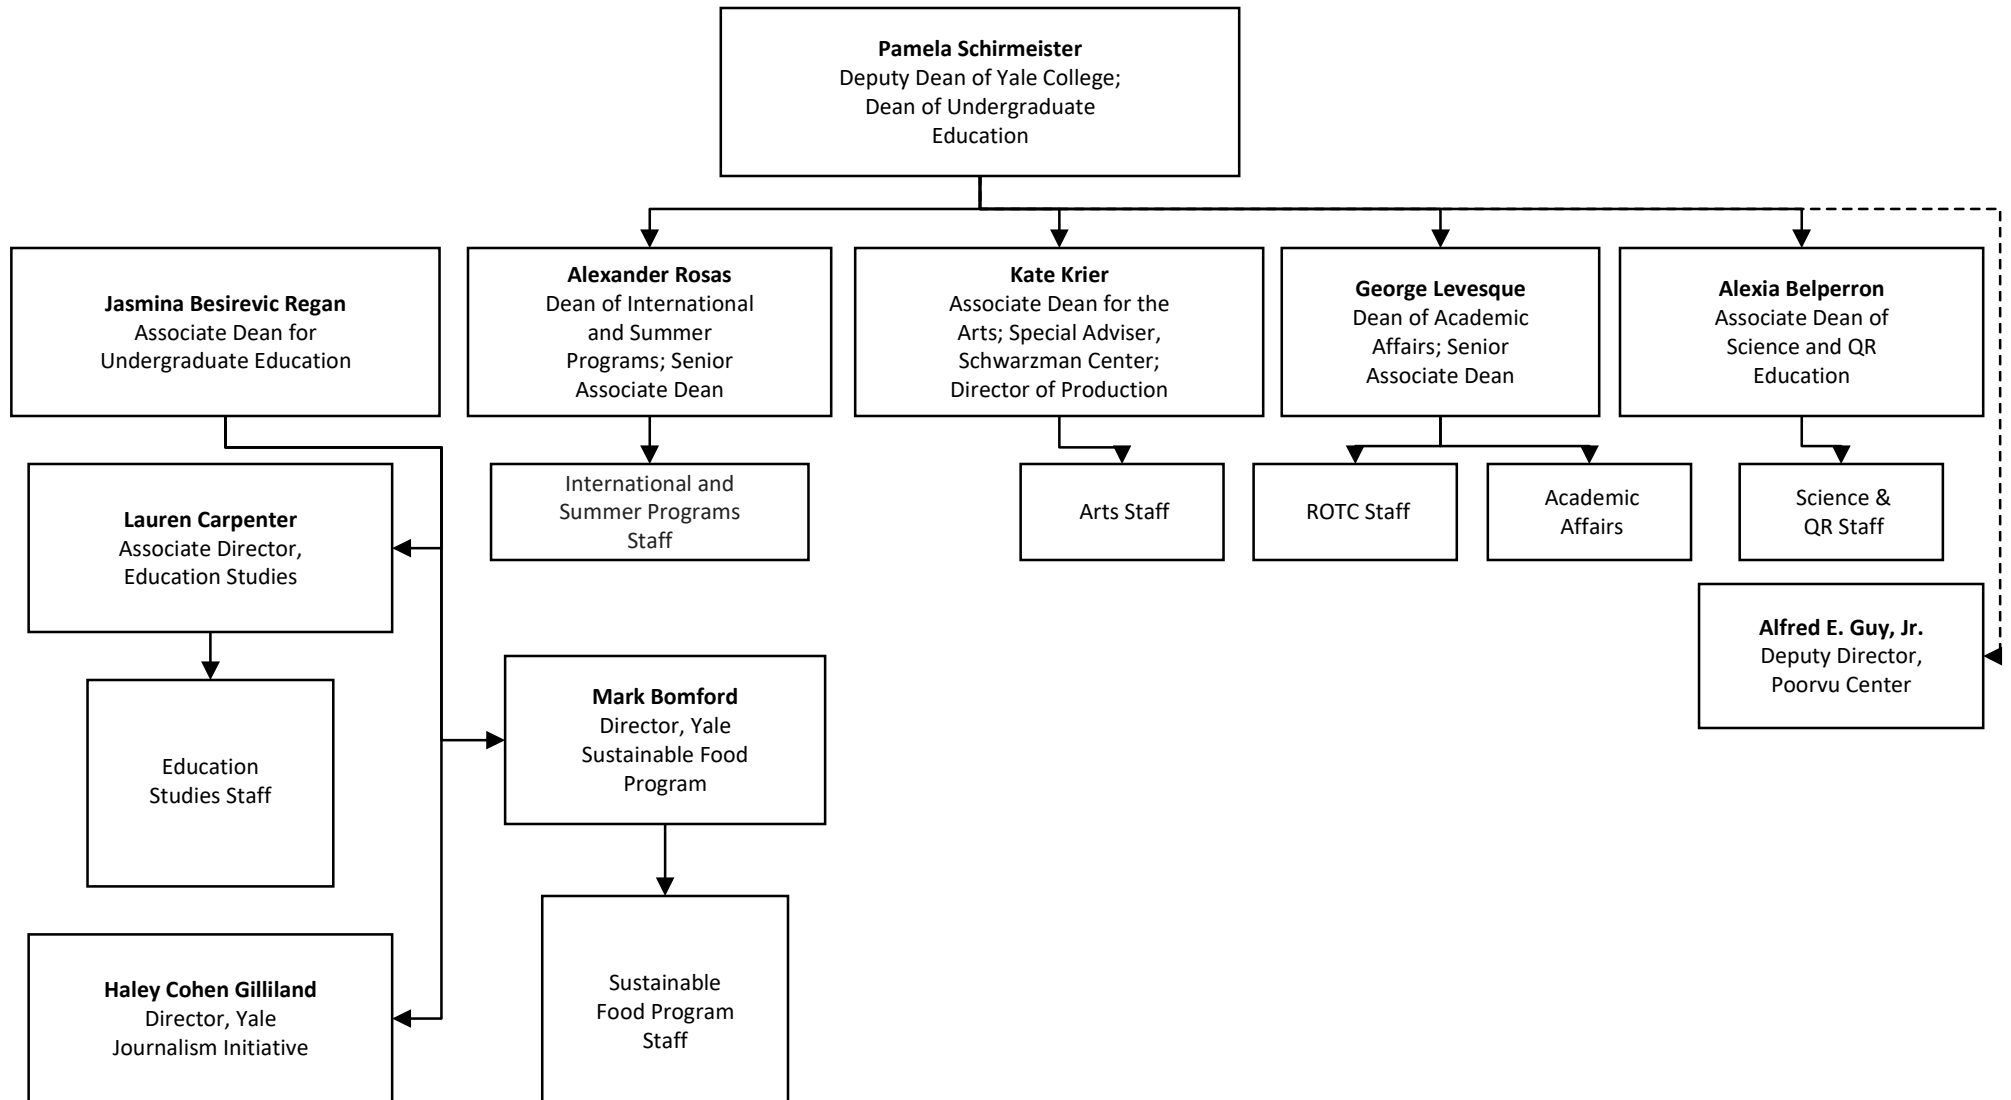 Pamela Schirmeister
Deputy Dean of Yale College;
Dean of Undergraduate
Education
Jasmina Besirevic Regan
Associate Dean for
Undergraduate Education
Alexander Rosas
Dean of International
and Summer
Programs; Senior
Associate Dean
Kate Krier
Associate Dean for the
Arts; Special Adviser,
Schwarzman Center;
Director of Production
George Levesque
Dean of Academic
Affairs; Senior
Associate Dean
Alexia Belperron
Associate Dean of
Science and QR
Education
Lauren Carpenter
Associate Director,
Education Studies
International and
Summer Programs
Staff
Arts Staff
ROTC Staff
Academic
Affairs
Science &
QR Staff
Alfred E. Guy, Jr.
Deputy Director,
Poorvu Center
Education
Studies Staff
Mark Bomford
Director, Yale
Sustainable Food
Program
Haley Cohen Gilliland
Director, Yale
Journalism Initiative
Sustainable
Food Program
Staff